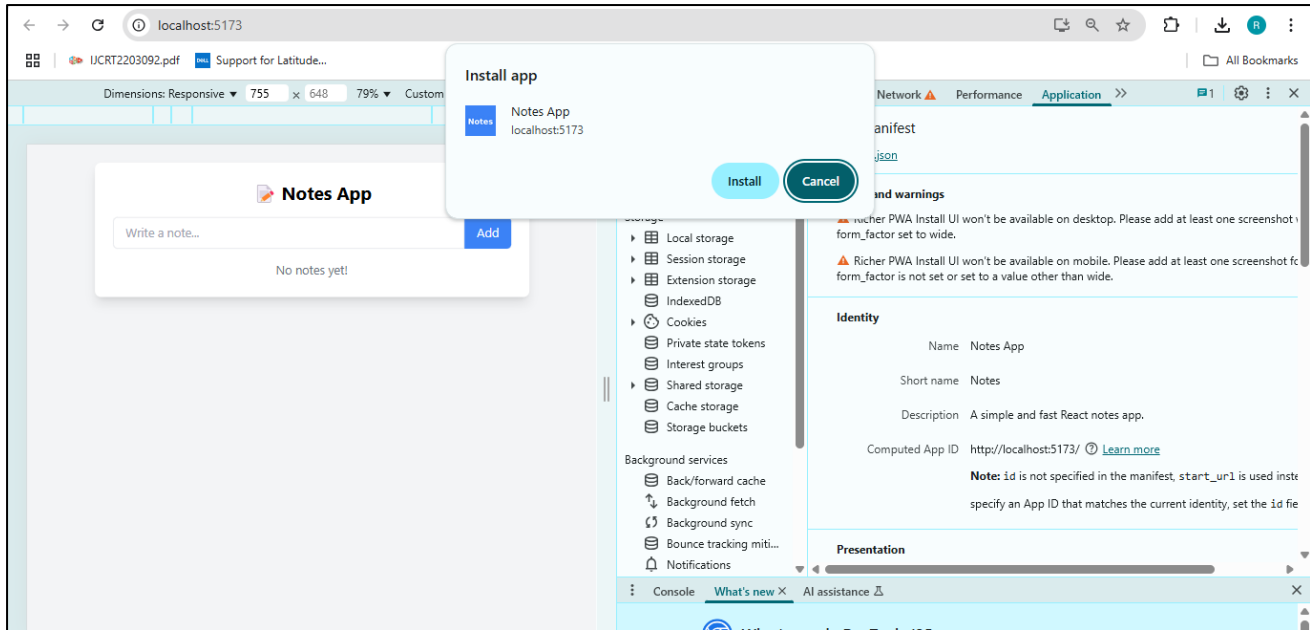 localhost:5173
R
IJCRT2203092.pdf
DELL
Support for Latitude...
All Bookmarks
Dimensions: Responsive ▼ 755 × 648 79% ▼ Custom
Install app
Notes
Notes App
localhost:5173
Install
Cancel
Network
Performance
Application
1
📝 Notes App
Write a note...
Add
No notes yet!
Local storage
Session storage
Extension storage
IndexedDB
Cookies
Private state tokens
Interest groups
Shared storage
Cache storage
Storage buckets
Background services
Back/forward cache
Background fetch
Background sync
Bounce tracking miti...
Notifications
anifest
.json
and warnings
Richer PWA Install UI won't be available on desktop. Please add at least one screenshot
form_factor set to wide.
Richer PWA Install UI won't be available on mobile. Please add at least one screenshot
form_factor is not set or set to a value other than wide.
Identity
Name Notes App
Short name Notes
Description A simple and fast React notes app.
Computed App ID http://localhost:5173/ Learn more
Note: id is not specified in the manifest, start_url is used inste
specify an App ID that matches the current identity, set the id fie
Presentation
Console
What's new ×
AI assistance